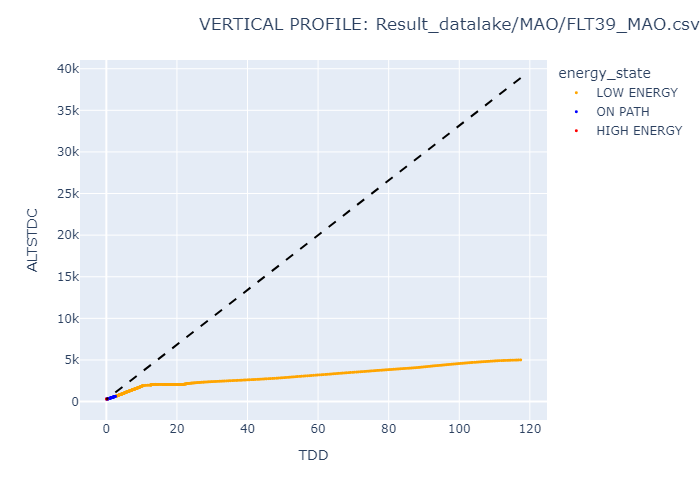 VERTICAL PROFILE: Result_datalake/MAO/FLT39_MAO.csv
energy_state
LOW ENERGY
ON PATH
HIGH ENERGY
40k
35k
30k
25k
20k
15k
10k
5k
0
ALTSTDC
0
20
40
60
80
100
120
TDD